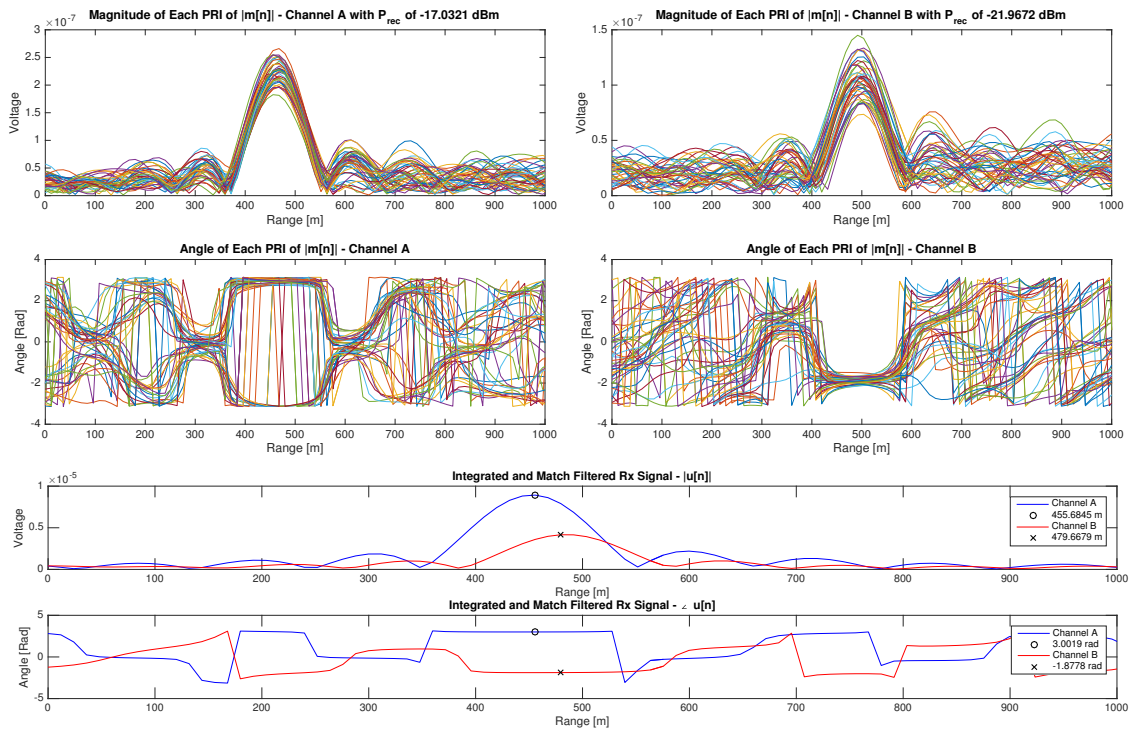 Magnitude of Each PRI of |m[n]| - Channel A with P_rec of -17.0321 dBm
×10^-7
3
2.5
2
1.5
1
0.5
0
Voltage
0 100 200 300 400 500 600 700 800 900 1000
Range [m]
Magnitude of Each PRI of |m[n]| - Channel B with P_rec of -21.9672 dBm
×10^-7
1.5
1
0.5
0
Voltage
0 100 200 300 400 500 600 700 800 900 1000
Range [m]
Angle of Each PRI of |m[n]| - Channel A
4
2
0
-2
-4
Angle [Rad]
0 100 200 300 400 500 600 700 800 900 1000
Range [m]
Angle of Each PRI of |m[n]| - Channel B
4
2
0
-2
-4
Angle [Rad]
0 100 200 300 400 500 600 700 800 900 1000
Range [m]
Integrated and Match Filtered Rx Signal - |u[n]|
×10^-5
1
0.5
0
Voltage
Channel A
455.6845 m
Channel B
479.6679 m
0 100 200 300 400 500 600 700 800 900 1000
Range [m]
Integrated and Match Filtered Rx Signal - ∠ u[n]
5
0
-5
Angle [Rad]
Channel A
3.0019 rad
Channel B
-1.8778 rad
0 100 200 300 400 500 600 700 800 900 1000
Range [m]